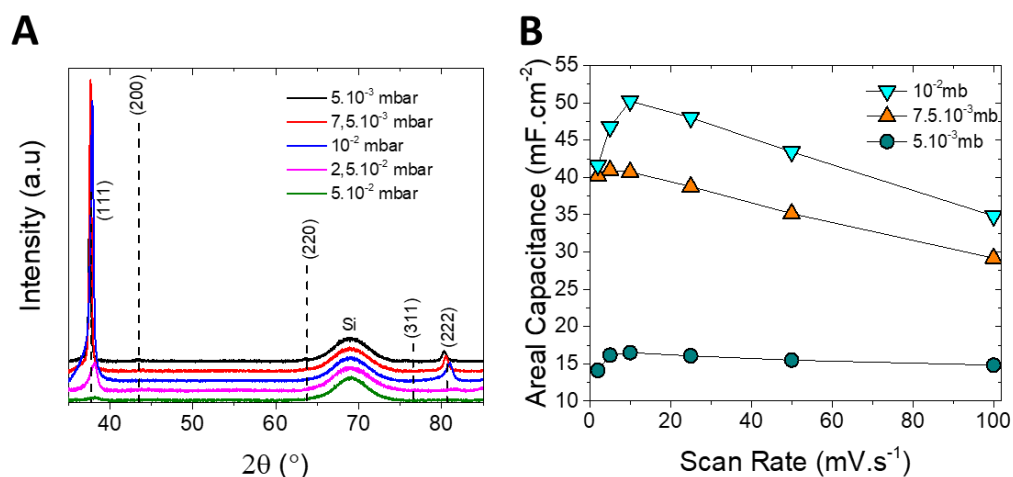 A
Intensity (a.u)
(111)
(200)
(220)
Si
(311)
(222)
5.10⁻³ mbar
7,5.10⁻³ mbar
10⁻² mbar
2,5.10⁻² mbar
5.10⁻² mbar
40 50 60 70 80
2θ (°)
B
Areal Capacitance (mF.cm⁻²)
55
50
45
40
35
30
25
20
15
10
10⁻²mb
7.5.10⁻³mb
5.10⁻³mb
0 20 40 60 80 100
Scan Rate (mV.s⁻¹)